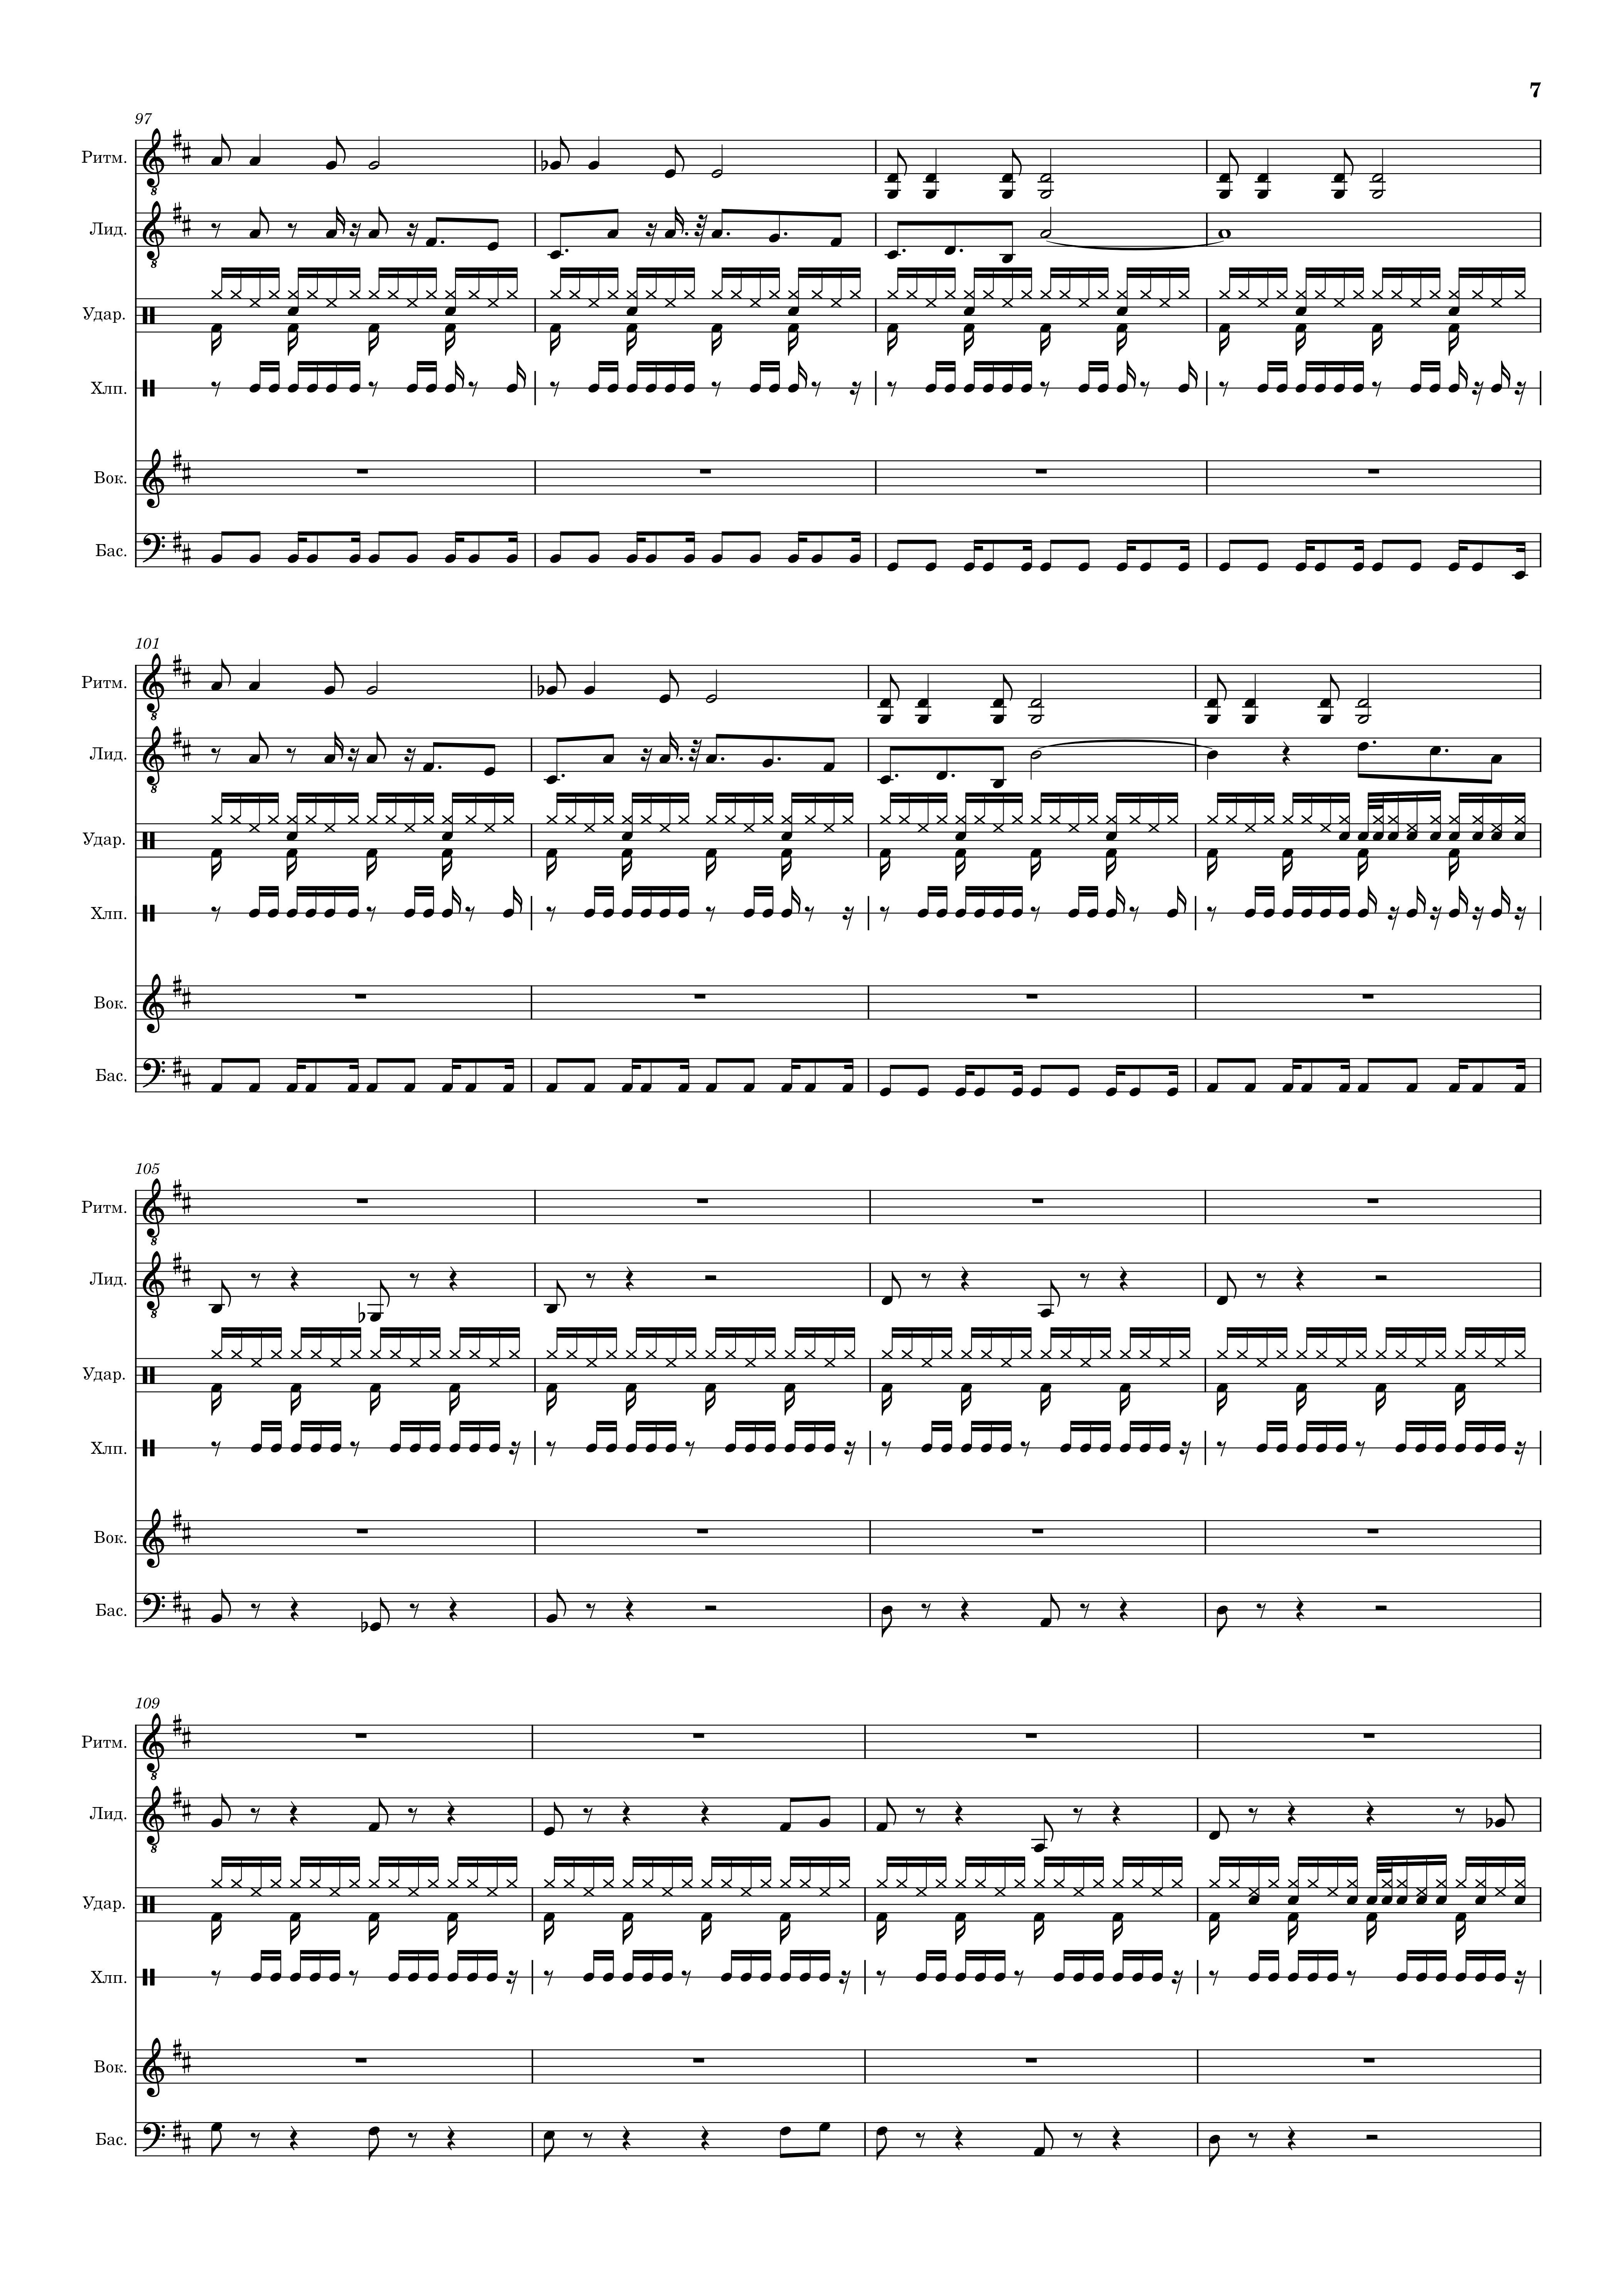 7
97
Ритм.
Лид.
Удар.
Хлп.
Вок.
Бас.
101
Ритм.
Лид.
Удар.
Хлп.
Вок.
Бас.
105
Ритм.
Лид.
Удар.
Хлп.
Вок.
Бас.
109
Ритм.
Лид.
Удар.
Хлп.
Вок.
Бас.